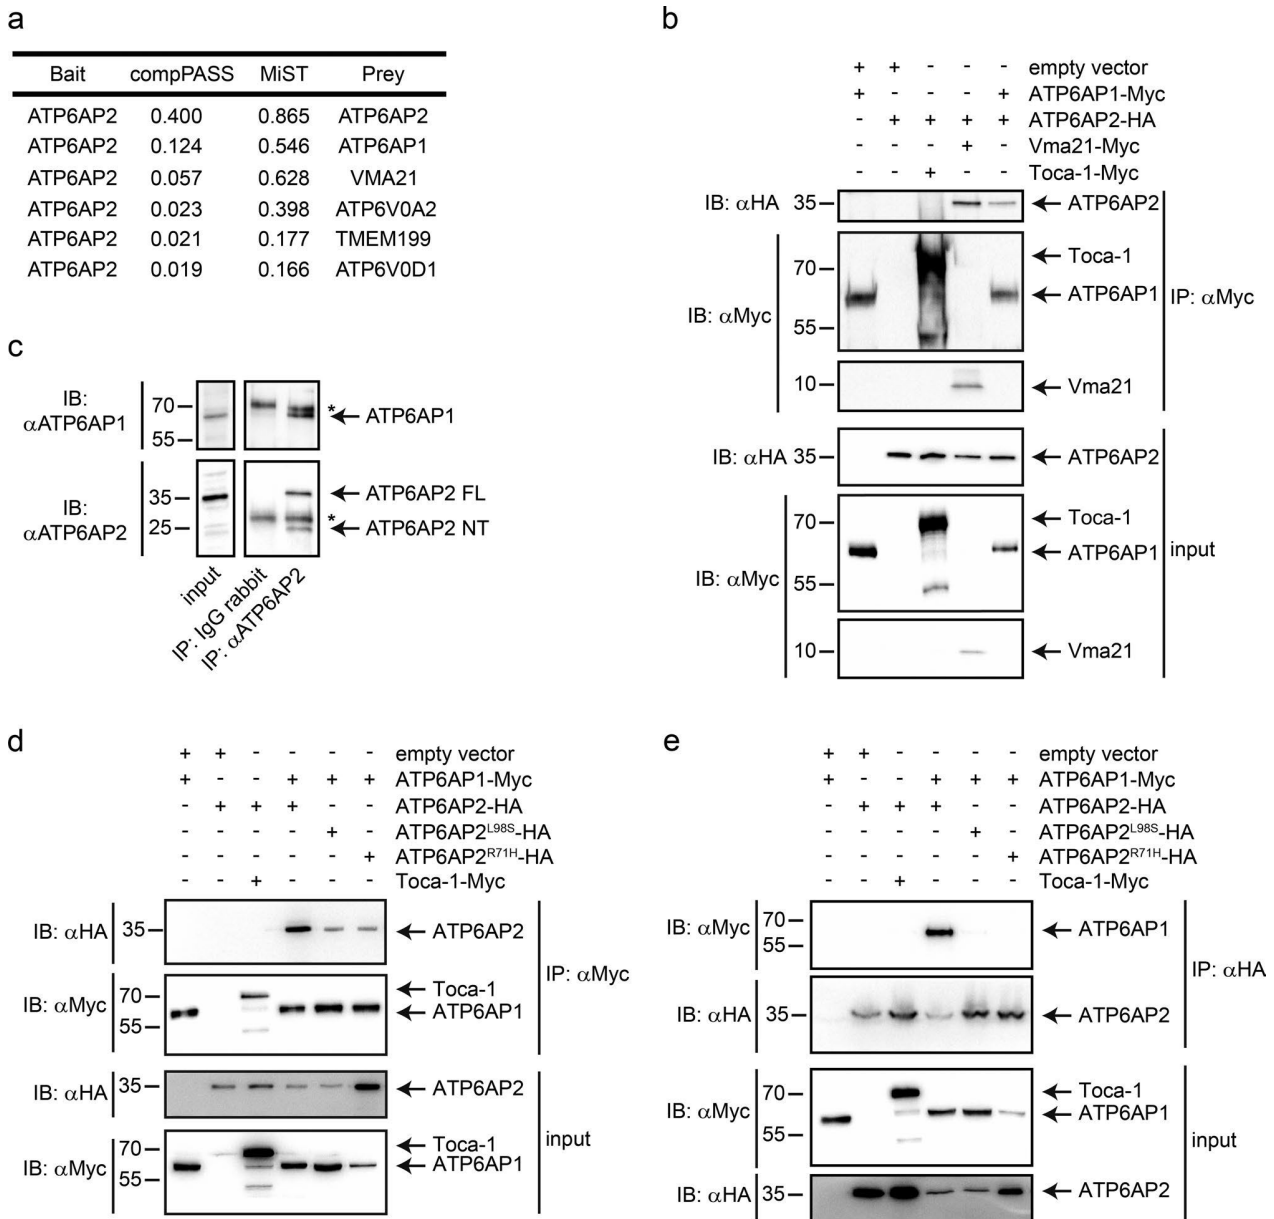 a
Bait compPASS MiST Prey
ATP6AP2 0.400 0.865 ATP6AP2
ATP6AP2 0.124 0.546 ATP6AP1
ATP6AP2 0.057 0.628 VMA21
ATP6AP2 0.023 0.398 ATP6V0A2
ATP6AP2 0.021 0.177 TMEM199
ATP6AP2 0.019 0.166 ATP6V0D1
b
+ + - - - empty vector
+ - - - + ATP6AP1-Myc
- + + + + ATP6AP2-HA
- - - + - Vma21-Myc
- - + - - Toca-1-Myc
IB: αHA 35 ATP6AP2
Toca-1
70
ATP6AP1
IB: αMyc
55
10 Vma21
IP: αMyc
IB: αHA 35 ATP6AP2
70 Toca-1
ATP6AP1
IB: αMyc
55
10 Vma21
input
c
IB:
αATP6AP1
70
55
*
ATP6AP1
IB:
αATP6AP2
35
25
ATP6AP2 FL
*
ATP6AP2 NT
input
IP: IgG rabbit
IP: αATP6AP2
d
+ + - - - - empty vector
+ - - + + + ATP6AP1-Myc
- + + + - - ATP6AP2-HA
- - - - + - ATP6AP2L98S-HA
- - - - - + ATP6AP2R71H-HA
- - + - - - Toca-1-Myc
IB: αHA 35 ATP6AP2
IB: αMyc 70 Toca-1
55 ATP6AP1
IP: αMyc
IB: αHA 35 ATP6AP2
IB: αMyc 70 Toca-1
55 ATP6AP1
input
e
+ + - - - - empty vector
+ - - + + + ATP6AP1-Myc
- + + + - - ATP6AP2-HA
- - - - + - ATP6AP2L98S-HA
- - - - - + ATP6AP2R71H-HA
- - + - - - Toca-1-Myc
IB: αMyc 70
55 ATP6AP1
IB: αHA 35 ATP6AP2
IP: αHA
IB: αMyc 70 Toca-1
55 ATP6AP1
IB: αHA 35 ATP6AP2
input